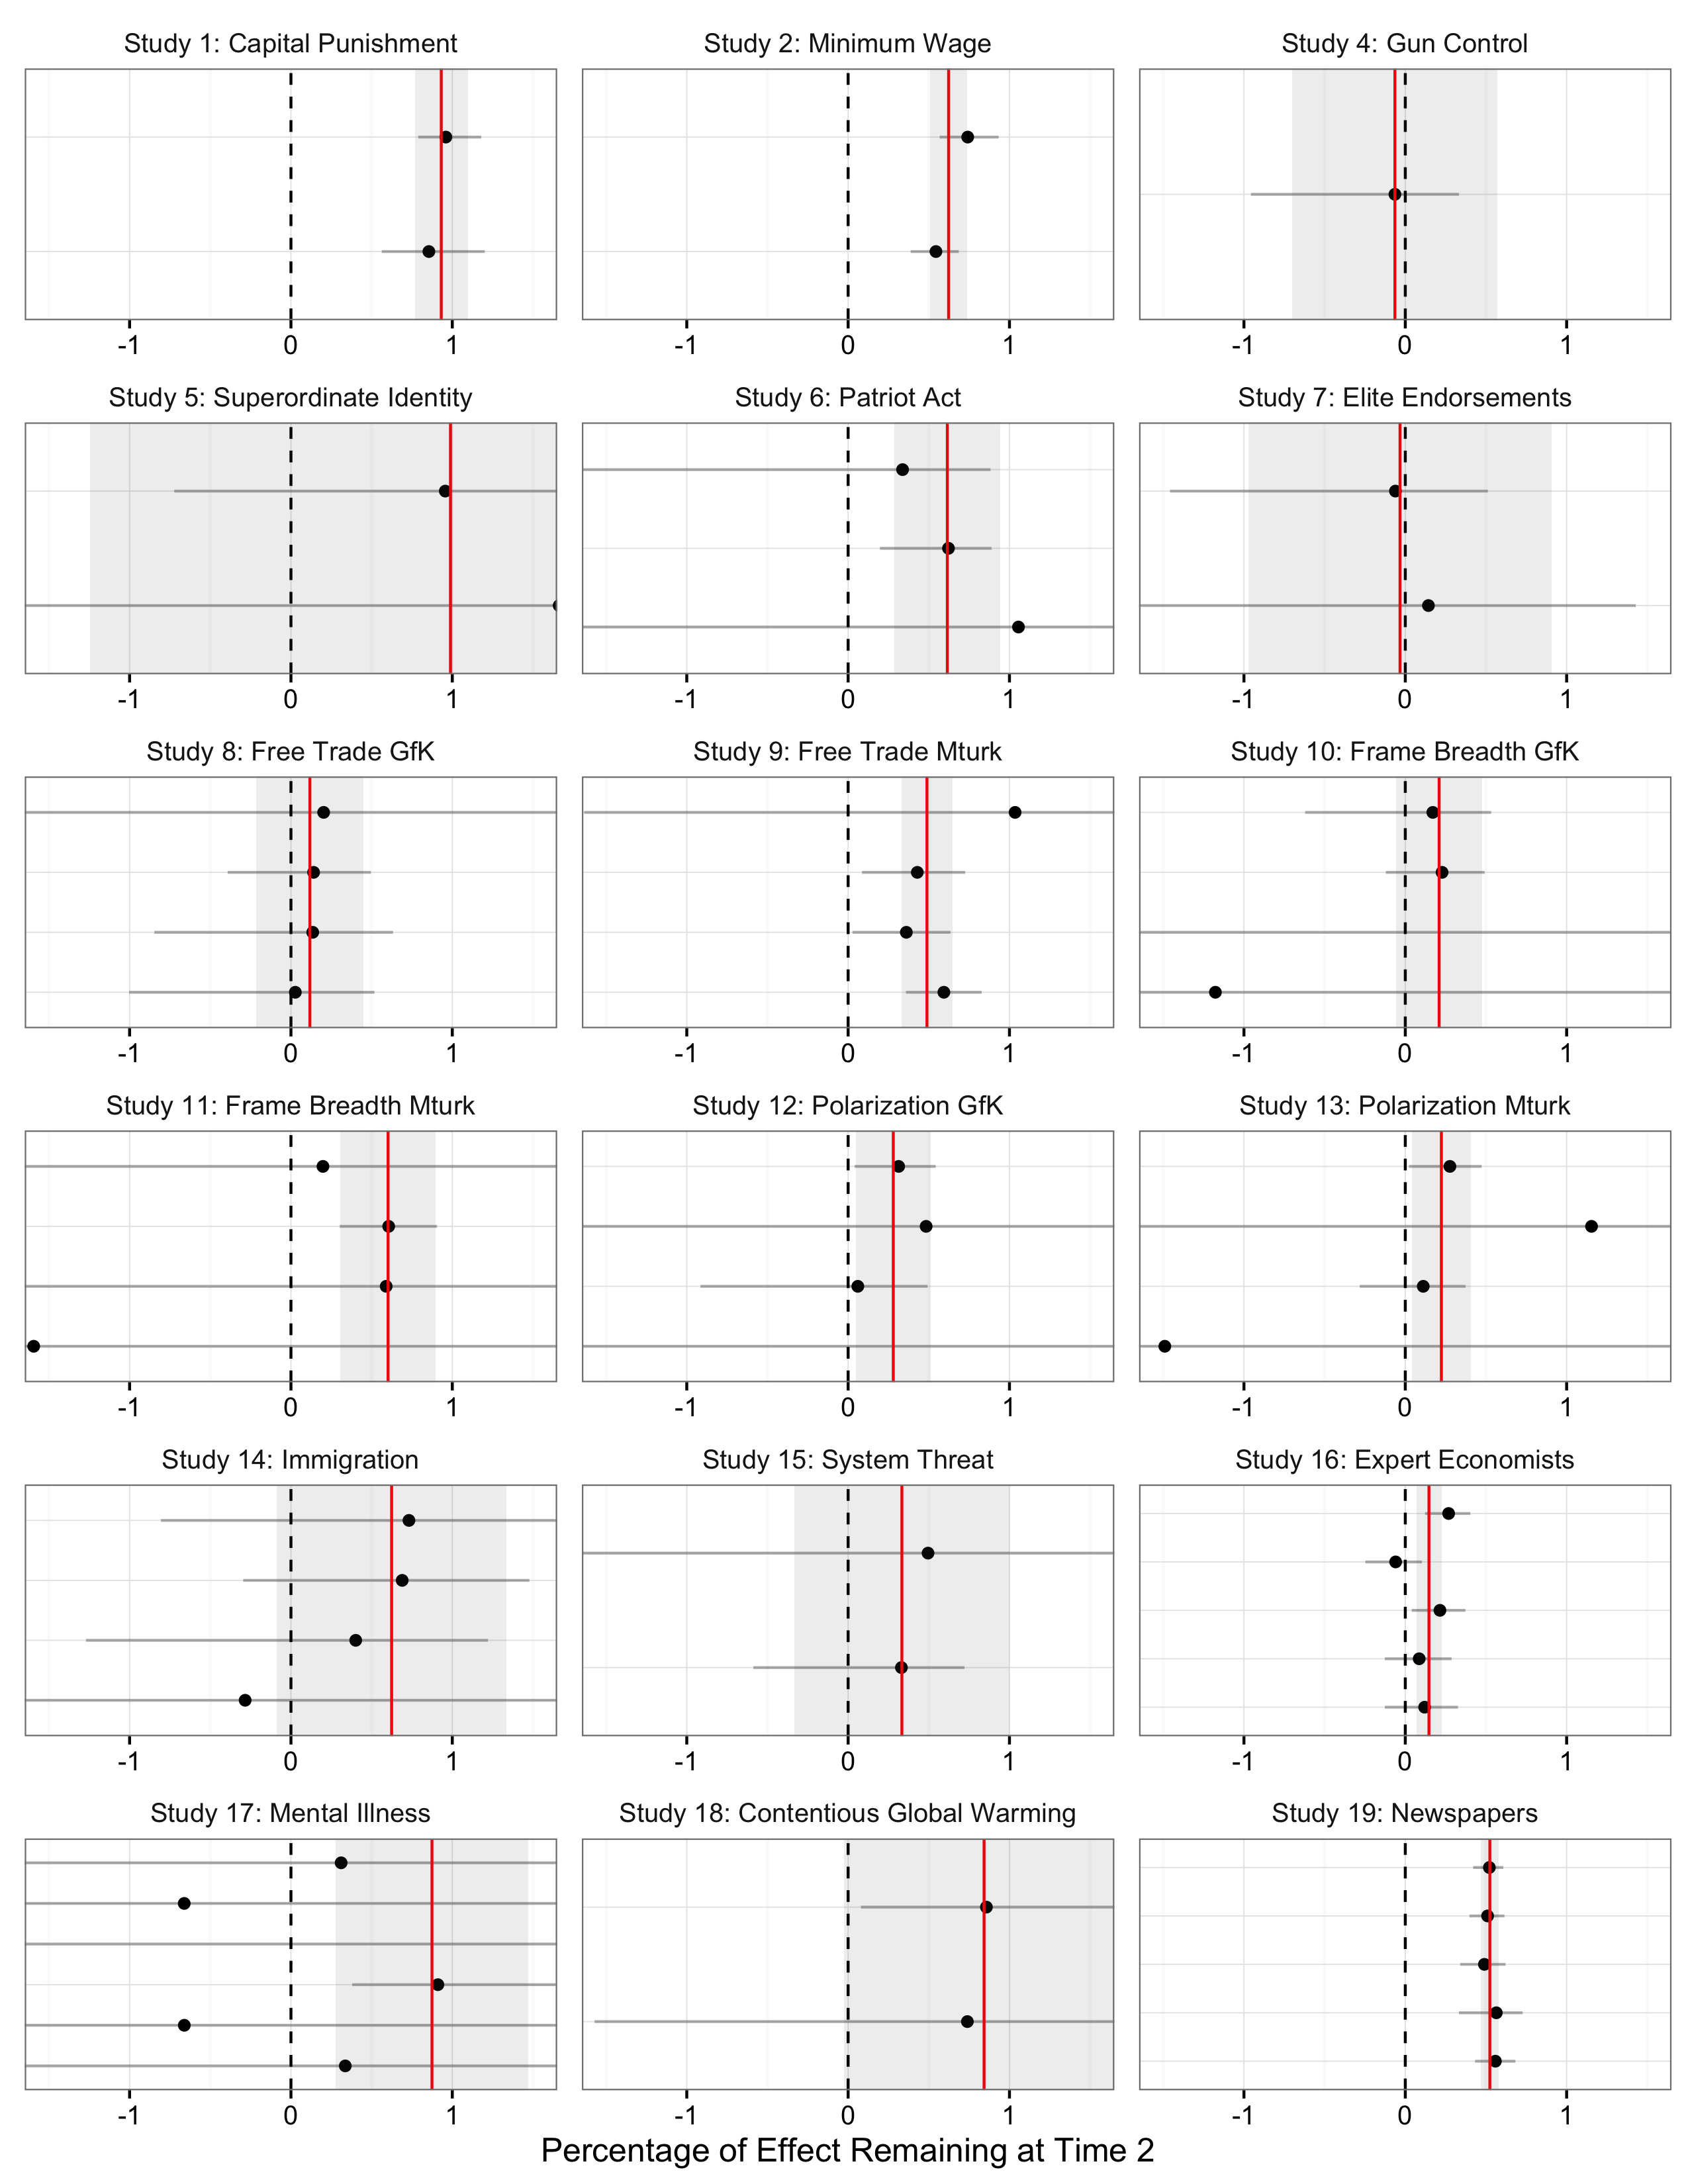 Study 1: Capital Punishment
Study 2: Minimum Wage
Study 4: Gun Control
-1 0 1
-1 0 1
-1 0 1
Study 5: Superordinate Identity
Study 6: Patriot Act
Study 7: Elite Endorsements
-1 0 1
-1 0 1
-1 0 1
Study 8: Free Trade GfK
Study 9: Free Trade Mturk
Study 10: Frame Breadth GfK
-1 0 1
-1 0 1
-1 0 1
Study 11: Frame Breadth Mturk
Study 12: Polarization GfK
Study 13: Polarization Mturk
-1 0 1
-1 0 1
-1 0 1
Study 14: Immigration
Study 15: System Threat
Study 16: Expert Economists
-1 0 1
-1 0 1
-1 0 1
Study 17: Mental Illness
Study 18: Contentious Global Warming
Study 19: Newspapers
-1 0 1
-1 0 1
-1 0 1
Percentage of Effect Remaining at Time 2